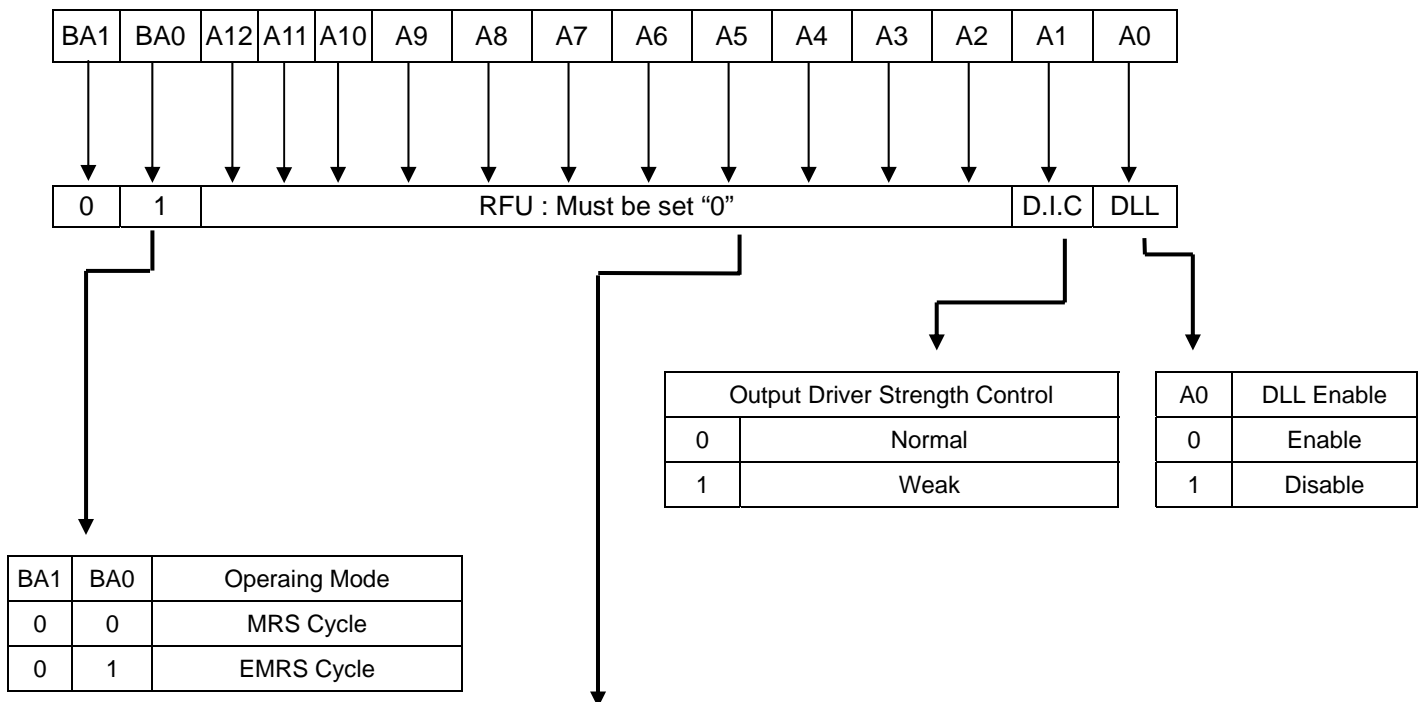 BA1 BA0 A12 A11 A10 A9 A8 A7 A6 A5 A4 A3 A2 A1 A0
0 1 RFU : Must be set “0” D.I.C DLL
Output Driver Strength Control
0 Normal
1 Weak
A0 DLL Enable
0 Enable
1 Disable
BA1 BA0 Operaing Mode
0 0 MRS Cycle
0 1 EMRS Cycle